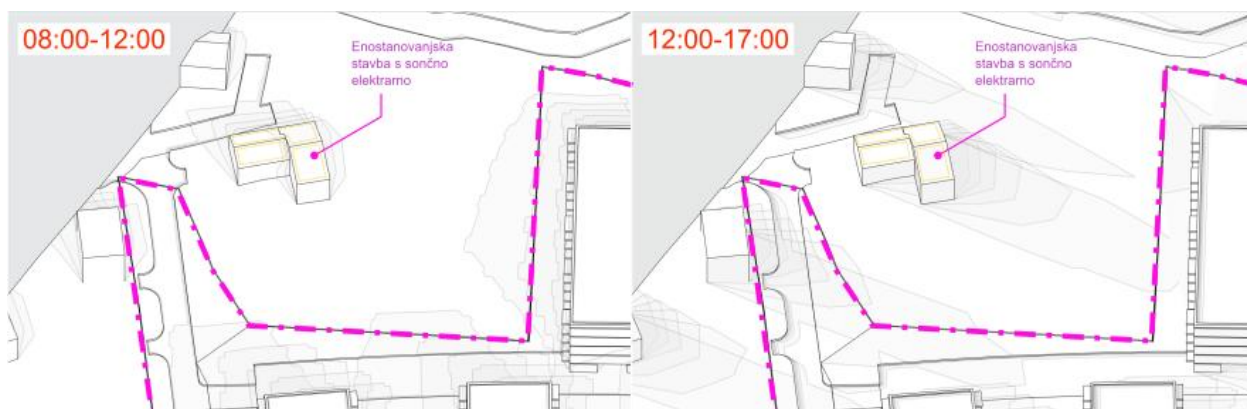 08:00-12:00
Enostanovanjska
stavba s sončno
elektrarno
12:00-17:00
Enostanovanjska
stavba s sončno
elektrarno